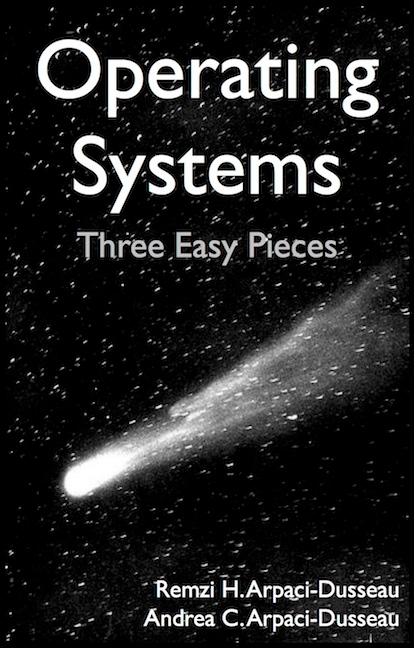 Operating
Systems
Three Easy Pieces
Remzi H. Arpaci-Dusseau
Andrea C. Arpaci-Dusseau